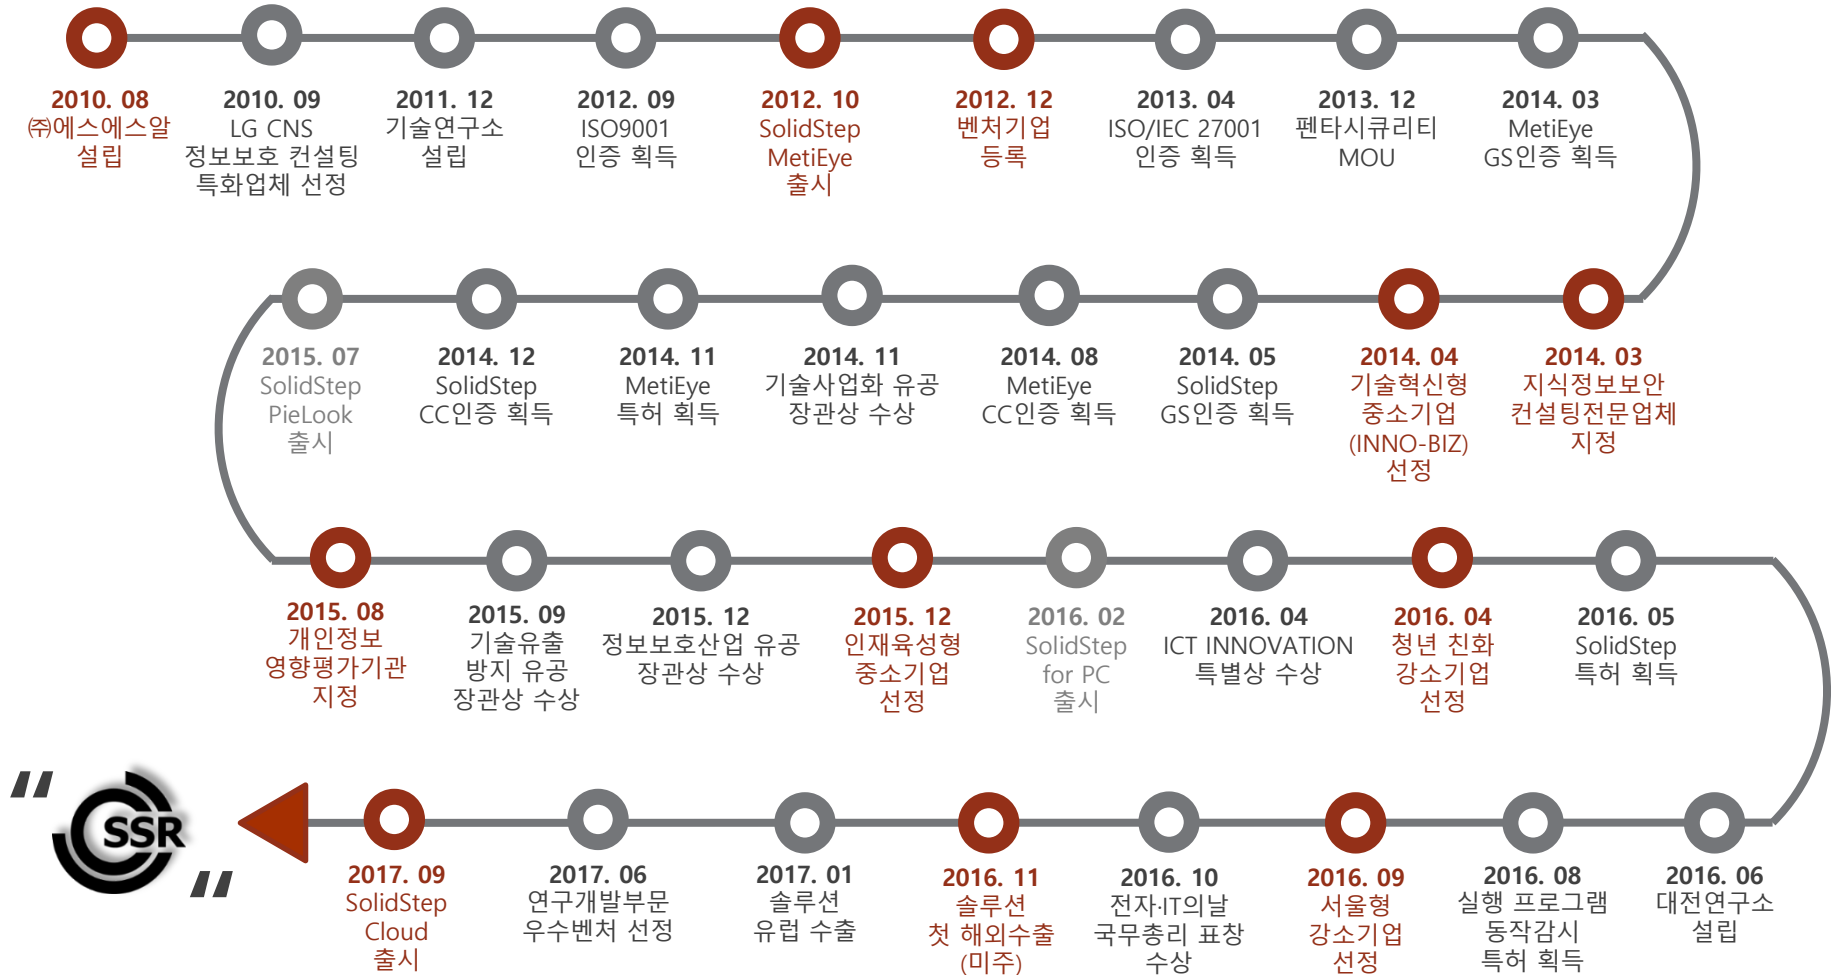 2010. 08
㈜에스에스알
설립
2010. 09
LG CNS
정보보호 컨설팅
특화업체 선정
2011. 12
기술연구소
설립
2012. 09
ISO9001
인증 획득
2012. 10
SolidStep
MetiEye
출시
2012. 12
벤처기업
등록
2013. 04
ISO/IEC 27001
인증 획득
2013. 12
펜타시큐리티
MOU
2014. 03
MetiEye
GS인증 획득
2014. 03
지식정보보안
컨설팅전문업체
지정
2014. 04
기술혁신형
중소기업
(INNO-BIZ)
선정
2014. 05
SolidStep
GS인증 획득
2014. 08
MetiEye
CC인증 획득
2014. 11
기술사업화 유공
장관상 수상
2014. 11
MetiEye
특허 획득
2014. 12
SolidStep
CC인증 획득
2015. 07
SolidStep
PieLook
출시
2015. 08
개인정보
영향평가기관
지정
2015. 09
기술유출
방지 유공
장관상 수상
2015. 12
정보보호산업 유공
장관상 수상
2015. 12
인재육성형
중소기업
선정
2016. 02
SolidStep
for PC
출시
2016. 04
ICT INNOVATION
특별상 수상
2016. 04
청년 친화
강소기업
선정
2016. 05
SolidStep
특허 획득
2016. 06
대전연구소
설립
2016. 08
실행 프로그램
동작감시
특허 획득
2016. 09
서울형
강소기업
선정
2016. 10
전자·IT의날
국무총리 표창
수상
2016. 11
솔루션
첫 해외수출
(미주)
2017. 01
솔루션
유럽 수출
2017. 06
연구개발부문
우수벤처 선정
2017. 09
SolidStep
Cloud
출시
"
SSR
"